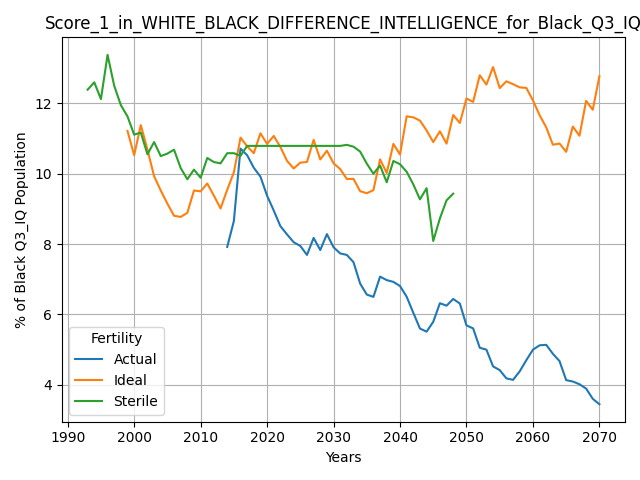 Score_1_in_WHITE_BLACK_DIFFERENCE_INTELLIGENCE_for_Black_Q3_IQ
% of Black Q3_IQ Population
12
10
8
6
4
Fertility
Actual
Ideal
Sterile
1990 2000 2010 2020 2030 2040 2050 2060 2070
Years